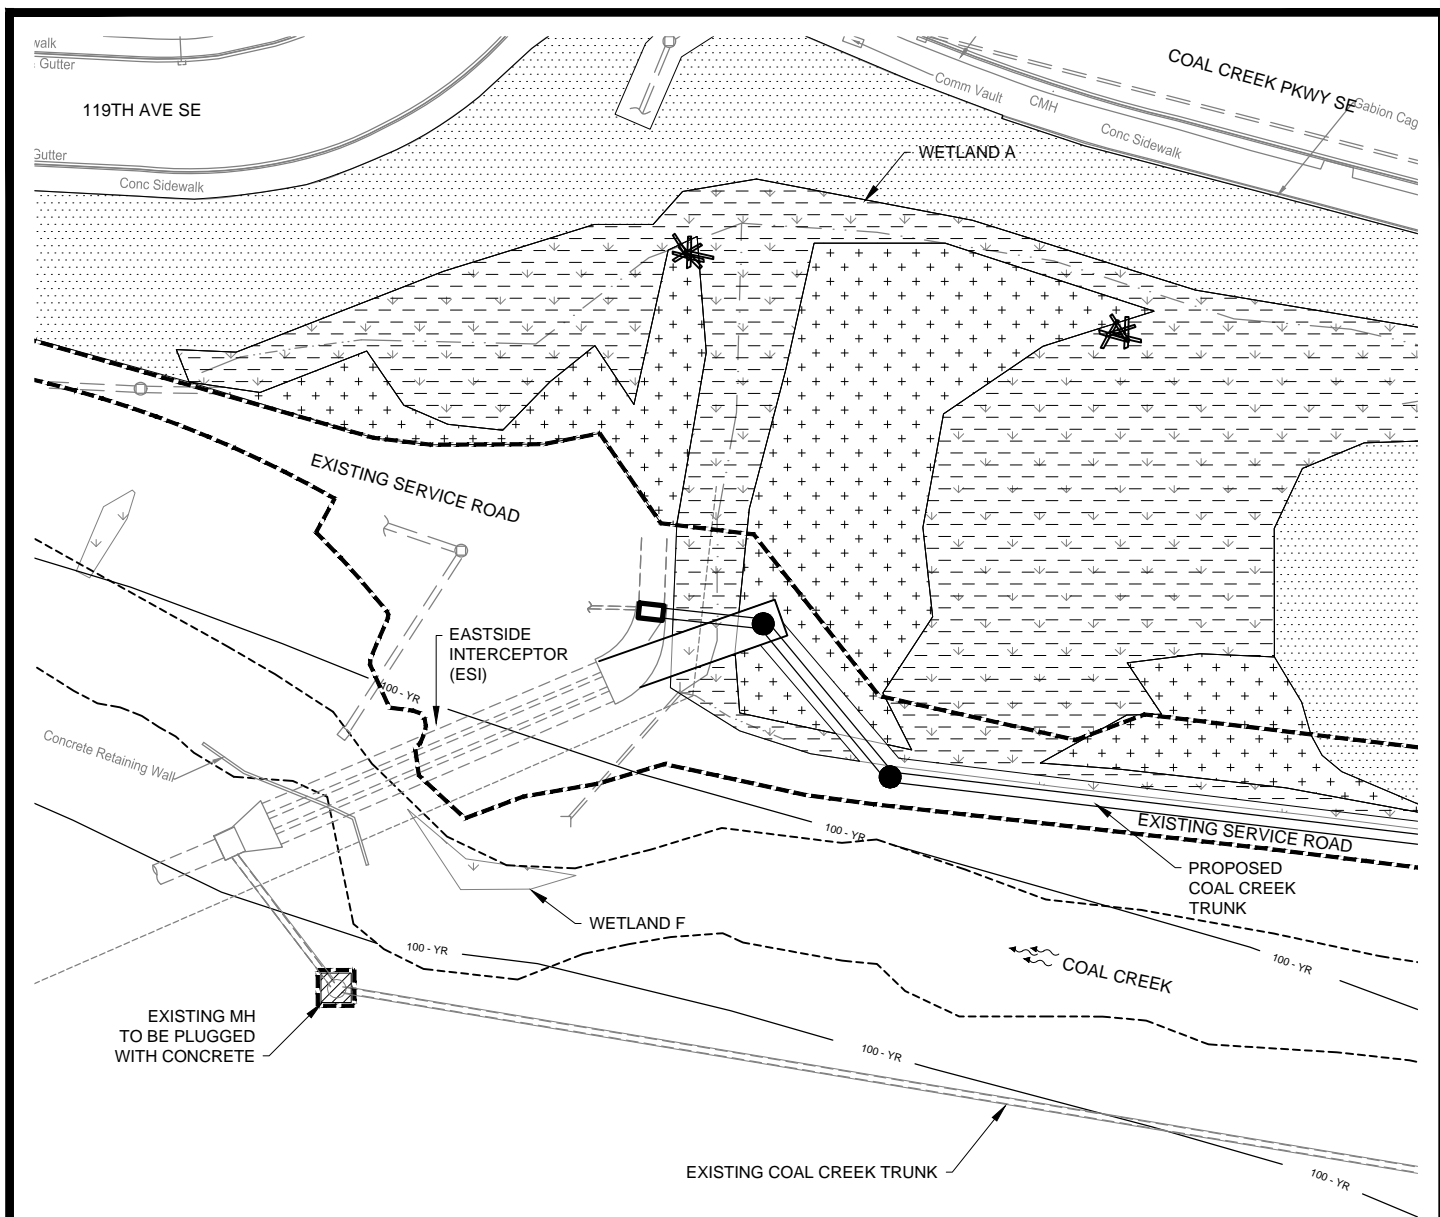 walk
Gutter
119TH AVE SE
Gutter
Conc Sidewalk
COAL CREEK PKWY SE
Comm Vault
CMH
Conc Sidewalk
Gabion Cag
WETLAND A
EXISTING SERVICE ROAD
EASTSIDE
INTERCEPTOR
(ESI)
100 - YR
Concrete Retaining Wall
100 - YR
EXISTING SERVICE ROAD
PROPOSED
COAL CREEK
TRUNK
WETLAND F
100 - YR
100 - YR
COAL CREEK
EXISTING MH
TO BE PLUGGED
WITH CONCRETE
100 - YR
EXISTING COAL CREEK TRUNK
100 - YR